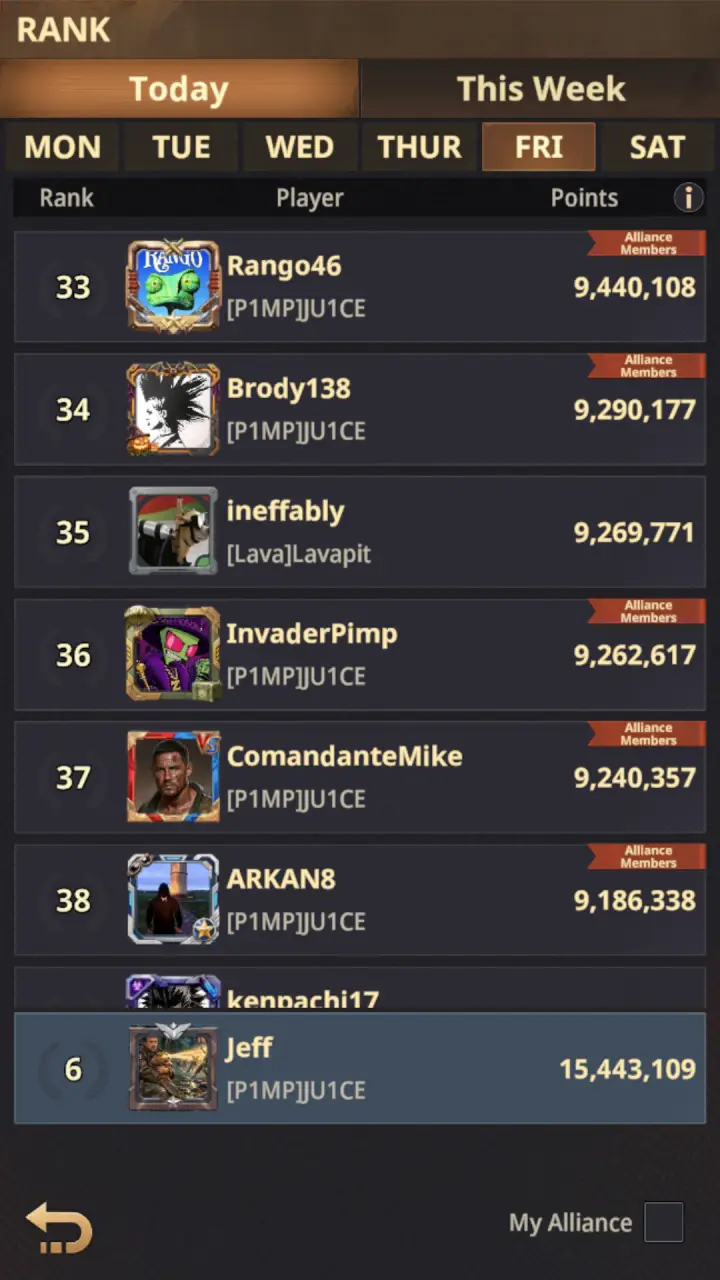 RANK
Today
This Week
MON TUE WED THUR FRI SAT
Rank Player Points i
33
RANGO
Rango46
[P1MP]JU1CE
Alliance
Members
9,440,108
34
Brody138
[P1MP]JU1CE
Alliance
Members
9,290,177
35
ineffably
[Lava]Lavapit
9,269,771
36
InvaderPimp
[P1MP]JU1CE
Alliance
Members
9,262,617
37
VS
ComandanteMike
[P1MP]JU1CE
Alliance
Members
9,240,357
38
ARKAN8
[P1MP]JU1CE
Alliance
Members
9,186,338
kenpachi17
6
Jeff
[P1MP]JU1CE
15,443,109
My Alliance